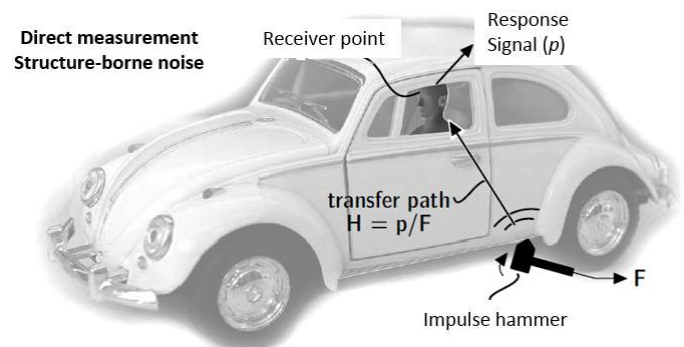 Direct measurement
Structure-borne noise
Receiver point
Response
Signal (p)
transfer path
H = p/F
F
Impulse hammer